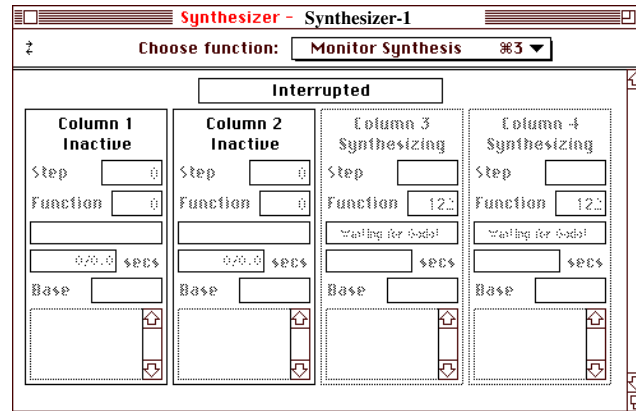 Synthesizer - Synthesizer-1
Choose function: Monitor Synthesis ⌘3
Interrupted
Column 1 Column 2 Column 3 Column 4
Inactive Inactive Synthesizing Synthesizing
Step 0 Step 0 Step Step
Function 0 Function 0 Function 122 Function 122
Waiting for Godot Waiting for Godot
0/0.0 secs 0/0.0 secs secs secs
Base Base Base Base